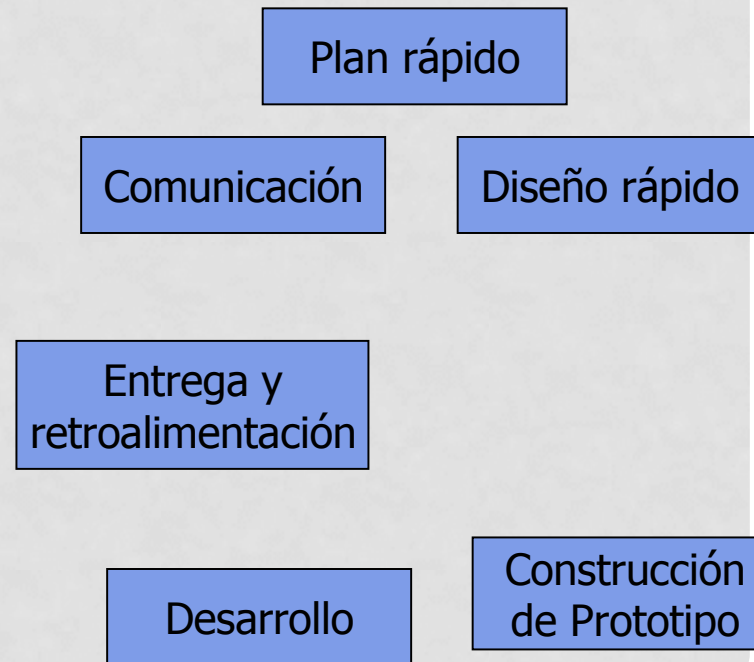 Plan rápido
Comunicación
Diseño rápido
Entrega y
retroalimentación
Construcción
de Prototipo
Desarrollo